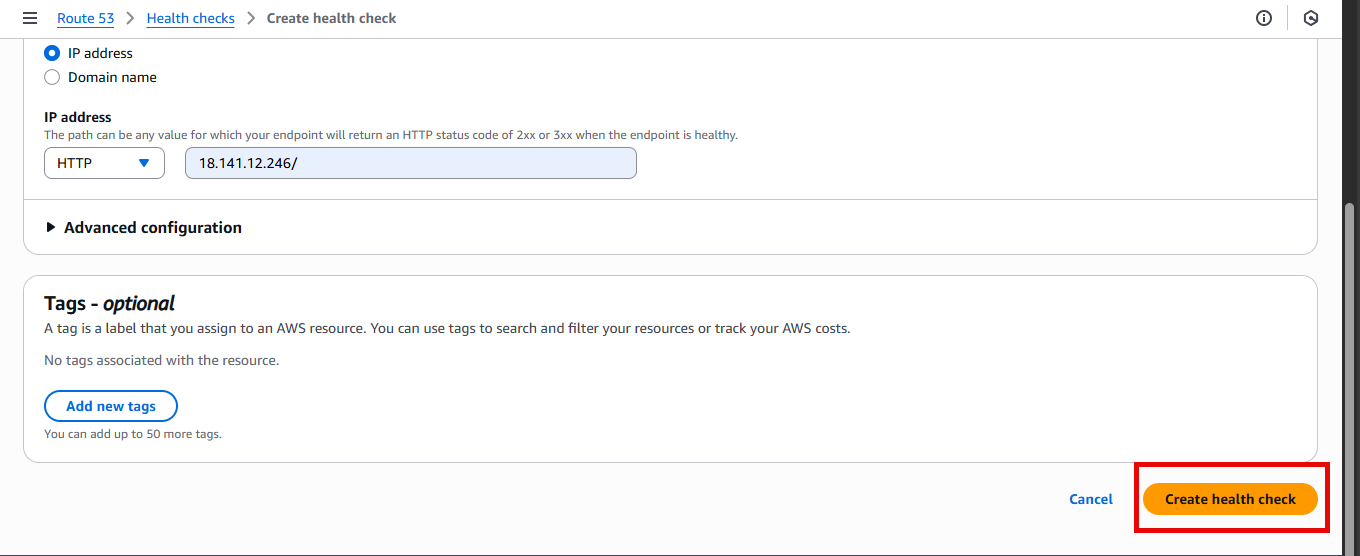 Route 53 > Health checks > Create health check
IP address
Domain name
IP address
The path can be any value for which your endpoint will return an HTTP status code of 2xx or 3xx when the endpoint is healthy.
HTTP 18.141.12.246/
Advanced configuration
Tags - optional
A tag is a label that you assign to an AWS resource. You can use tags to search and filter your resources or track your AWS costs.
No tags associated with the resource.
Add new tags
You can add up to 50 more tags.
Cancel Create health check